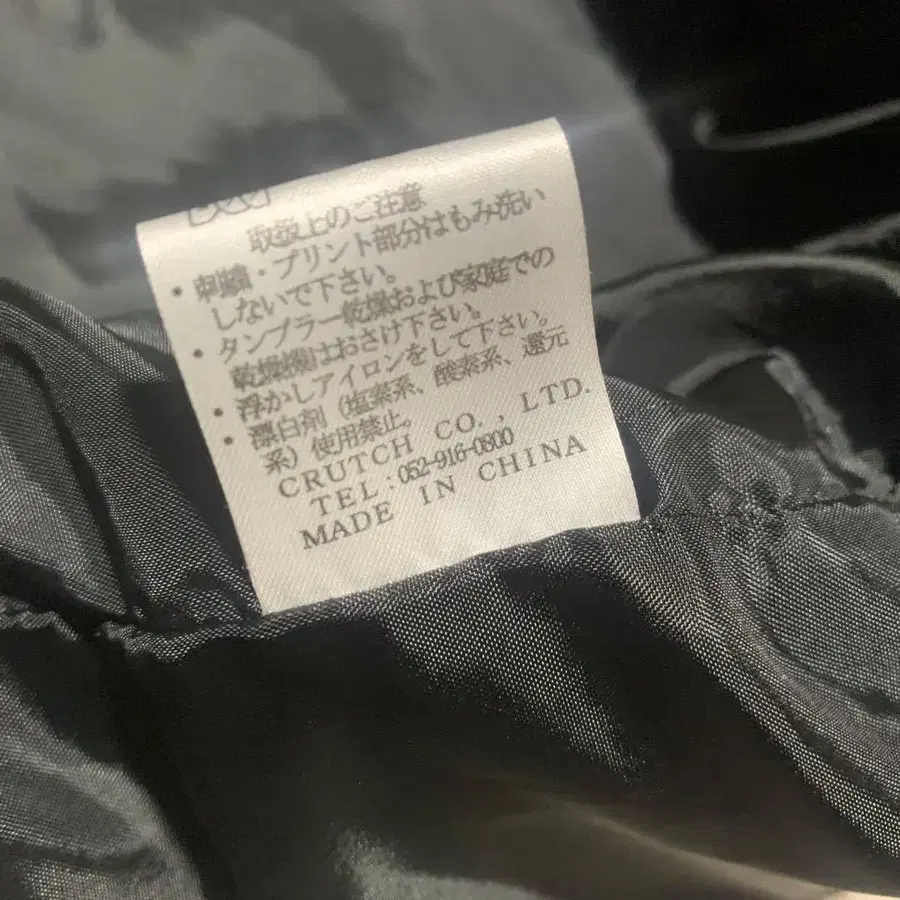 取扱上のご注意
・刺繍・プリント部分はもみ洗い
しないで下さい。
・タンブラー乾燥および家庭での
乾燥機はおさけ下さい。
・浮かしアイロンをして下さい。
・漂白剤（塩素系、酸素系、還元
系）使用禁止。
CRUTCH CO., LTD.
TEL:052-916-0800
MADE IN CHINA